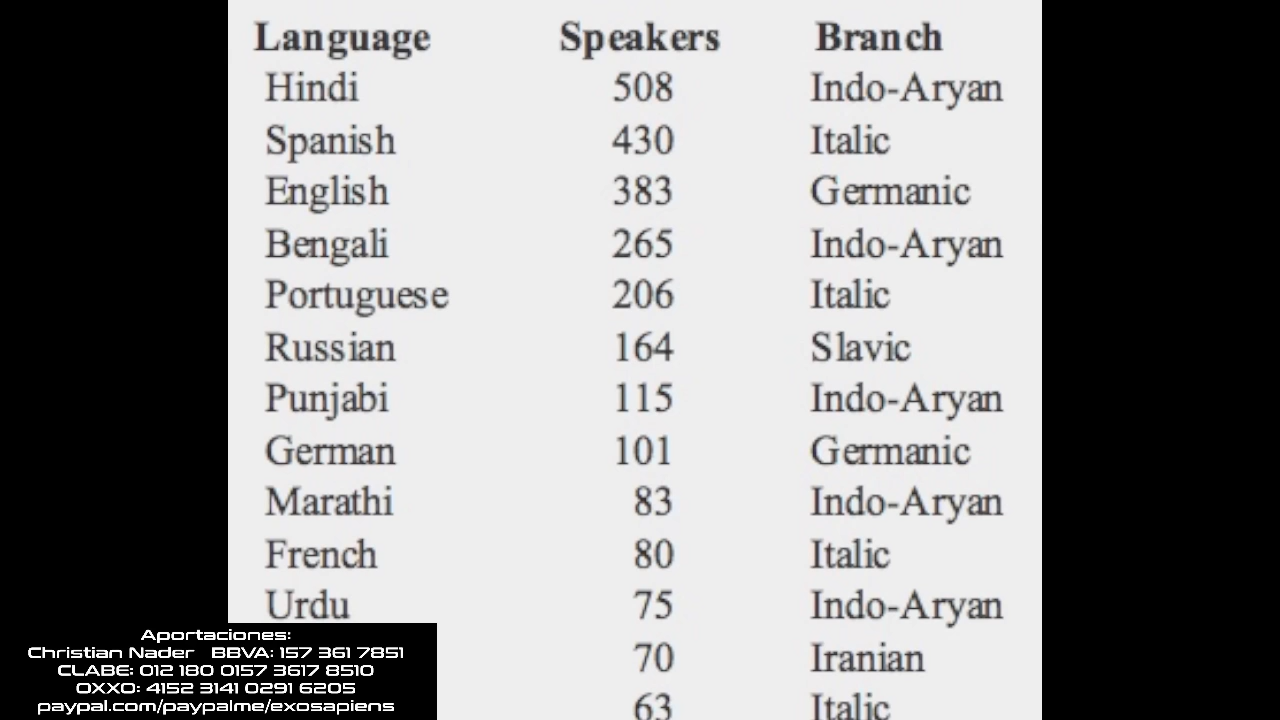 Language Speakers Branch
Hindi 508 Indo-Aryan
Spanish 430 Italic
English 383 Germanic
Bengali 265 Indo-Aryan
Portuguese 206 Italic
Russian 164 Slavic
Punjabi 115 Indo-Aryan
German 101 Germanic
Marathi 83 Indo-Aryan
French 80 Italic
Urdu 75 Indo-Aryan
70 Iranian
63 Italic
Aportaciones:
Christian Nader BBVA: 157 361 7851
CLABE: 012 180 0157 3617 8510
OXXO: 4152 3141 0291 6205
paypal.com/paypalme/exosapiens